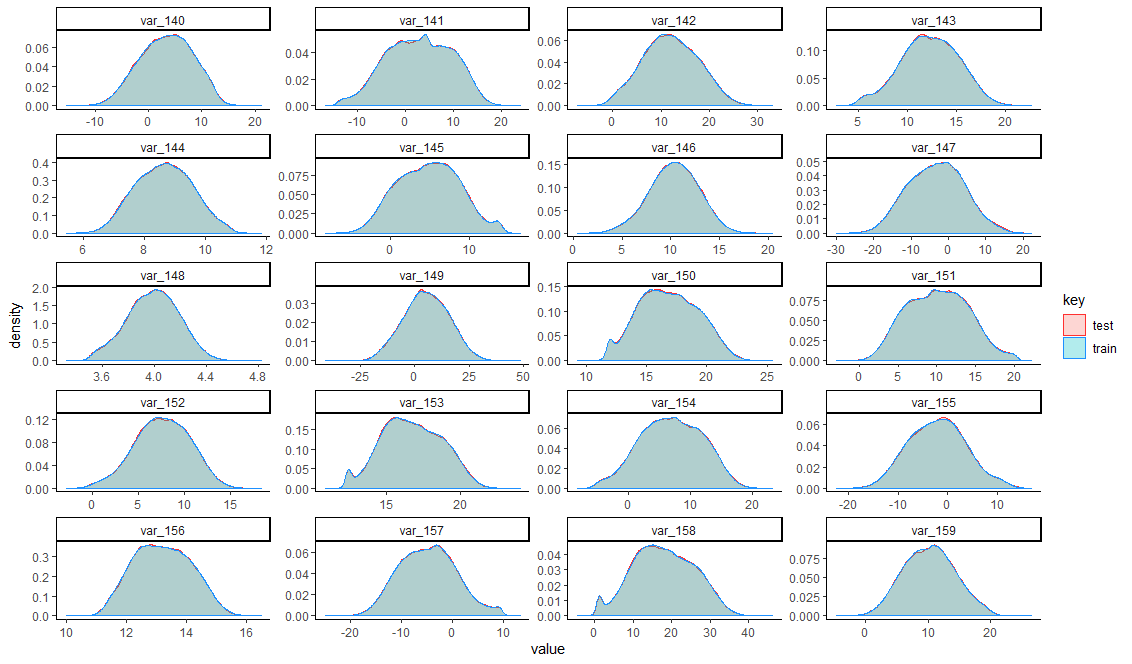 var_140 var_141 var_142 var_143
0.06 0.04 0.02 0.00
0.04 0.02 0.00
0.06 0.04 0.02 0.00
0.10 0.05 0.00
-10 0 10 20
-10 0 10 20
0 10 20 30
5 10 15 20
var_144 var_145 var_146 var_147
0.4 0.3 0.2 0.1 0.0
0.075 0.050 0.025 0.000
0.15 0.10 0.05 0.00
0.05 0.04 0.03 0.02 0.01 0.00
6 8 10 12
0 10
0 5 10 15 20
-30 -20 -10 0 10 20
var_148 var_149 var_150 var_151
2.0 1.5 1.0 0.5 0.0
0.03 0.02 0.01 0.00
0.15 0.10 0.05 0.00
0.075 0.050 0.025 0.000
3.6 4.0 4.4 4.8
-25 0 25 50
10 15 20 25
0 5 10 15 20
var_152 var_153 var_154 var_155
0.12 0.08 0.04 0.00
0.15 0.10 0.05 0.00
0.06 0.04 0.02 0.00
0.06 0.04 0.02 0.00
0 5 10 15
15 20
0 10 20
-20 -10 0 10
var_156 var_157 var_158 var_159
0.3 0.2 0.1 0.0
0.06 0.04 0.02 0.00
0.04 0.03 0.02 0.01 0.00
0.075 0.050 0.025 0.000
10 12 14 16
-20 -10 0 10
0 10 20 30 40
0 10 20
density
value
key
test
train